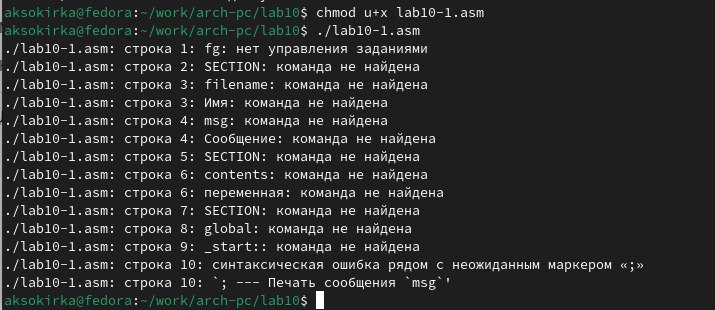 aksokirka@fedora:~/work/arch-pc/lab10$ chmod u+x lab10-1.asm
aksokirka@fedora:~/work/arch-pc/lab10$ ./lab10-1.asm
./lab10-1.asm: строка 1: fg: нет управления заданиями
./lab10-1.asm: строка 2: SECTION: команда не найдена
./lab10-1.asm: строка 3: filename: команда не найдена
./lab10-1.asm: строка 3: Имя: команда не найдена
./lab10-1.asm: строка 4: msg: команда не найдена
./lab10-1.asm: строка 4: Сообщение: команда не найдена
./lab10-1.asm: строка 5: SECTION: команда не найдена
./lab10-1.asm: строка 6: contents: команда не найдена
./lab10-1.asm: строка 6: переменная: команда не найдена
./lab10-1.asm: строка 7: SECTION: команда не найдена
./lab10-1.asm: строка 8: global: команда не найдена
./lab10-1.asm: строка 9: _start:: команда не найдена
./lab10-1.asm: строка 10: синтаксическая ошибка рядом с неожиданным маркером «;»
./lab10-1.asm: строка 10: `; --- Печать сообщения `msg`'
aksokirka@fedora:~/work/arch-pc/lab10$